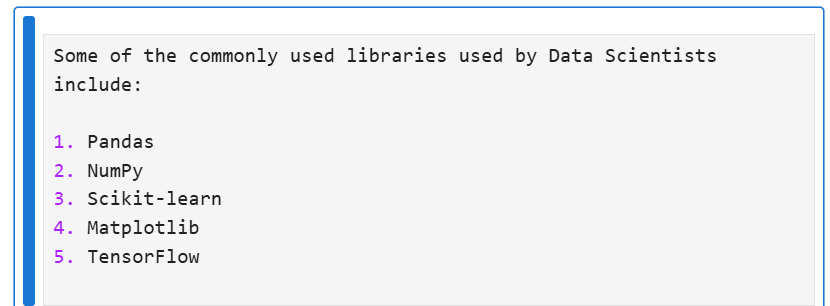 Some of the commonly used libraries used by Data Scientists
include:
1. Pandas
2. NumPy
3. Scikit-learn
4. Matplotlib
5. TensorFlow